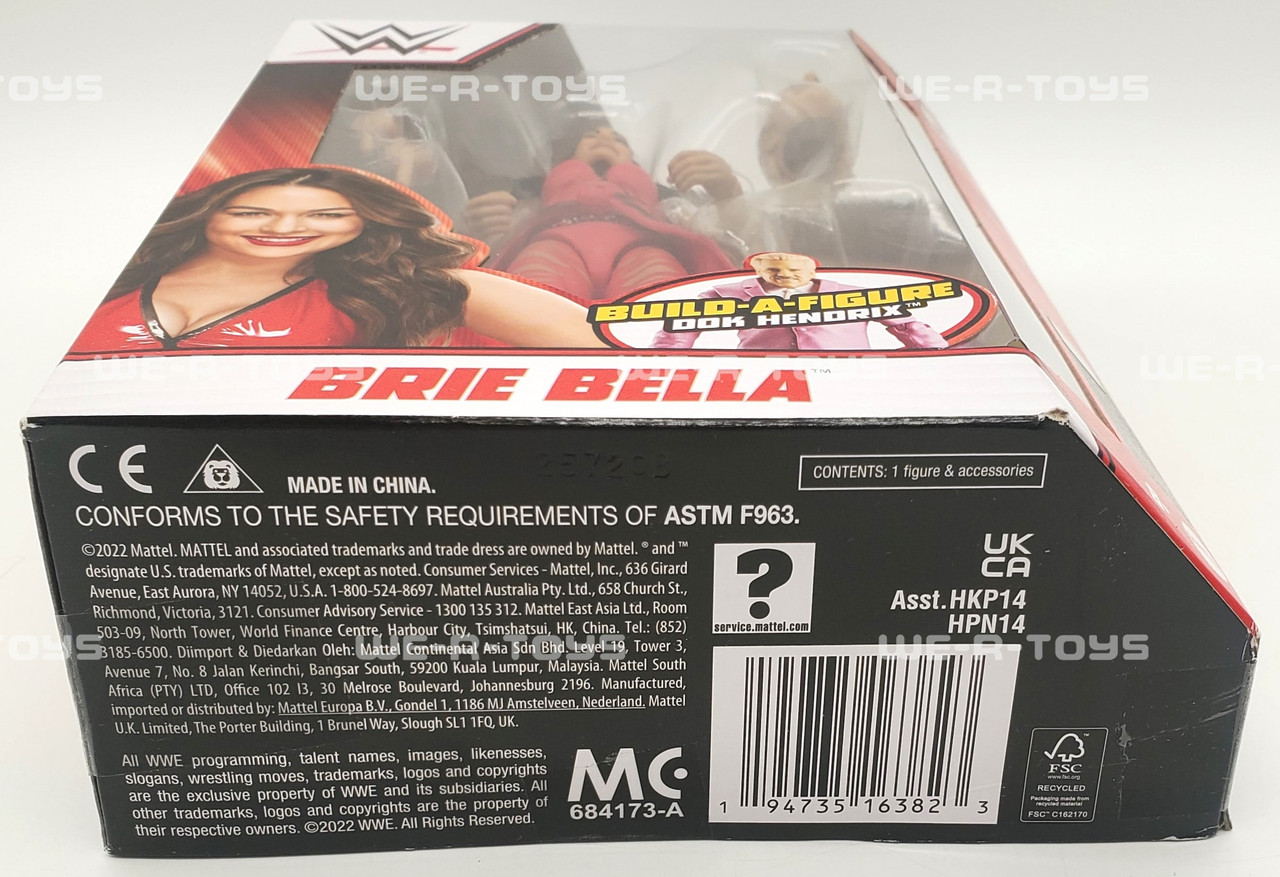 W
WE-R-TOYS
WE-R-TOYS
BUILD-A-FIGURE
DOK HENDRIX™
BRIE BELLA™
CE
MADE IN CHINA.
CONTENTS: 1 figure & accessories
CONFORMS TO THE SAFETY REQUIREMENTS OF ASTM F963.
©2022 Mattel. MATTEL and associated trademarks and trade dress are owned by Mattel. ® and ™
designate U.S. trademarks of Mattel, except as noted. Consumer Services - Mattel, Inc., 636 Girard
Avenue, East Aurora, NY 14052, U.S.A. 1-800-524-8697. Mattel Australia Pty. Ltd., 658 Church St.,
Richmond, Victoria, 3121. Consumer Advisory Service - 1300 135 312. Mattel East Asia Ltd., Room
503-09, North Tower, World Finance Centre, Harbour City, Tsimshatsui, HK, China. Tel.: (852)
3185-6500. Diimport & Diedarkan Oleh: Mattel Continental Asia Sdn Bhd. Level 19, Tower 3,
Avenue 7, No. 8 Jalan Kerinchi, Bangsar South, 59200 Kuala Lumpur, Malaysia. Mattel South
Africa (PTY) LTD, Office 102 I3, 30 Melrose Boulevard, Johannesburg 2196. Manufactured,
imported or distributed by: Mattel Europa B.V., Gondel 1, 1186 MJ Amstelveen, Nederland. Mattel
U.K. Limited, The Porter Building, 1 Brunel Way, Slough SL1 1FQ, UK.
?
service.mattel.com
UK
CA
Asst.HKP14
HPN14
WE-R-TOYS
WE-R-TOYS
All WWE programming, talent names, images, likenesses,
slogans, wrestling moves, trademarks, logos and copyrights
are the exclusive property of WWE and its subsidiaries. All
other trademarks, logos and copyrights are the property of
their respective owners. ©2022 WWE. All Rights Reserved.
MC
684173-A
1 94735 16382 3
FSC™
www.fsc.org
RECYCLED
Packaging made from
recycled material
FSC™ C162170